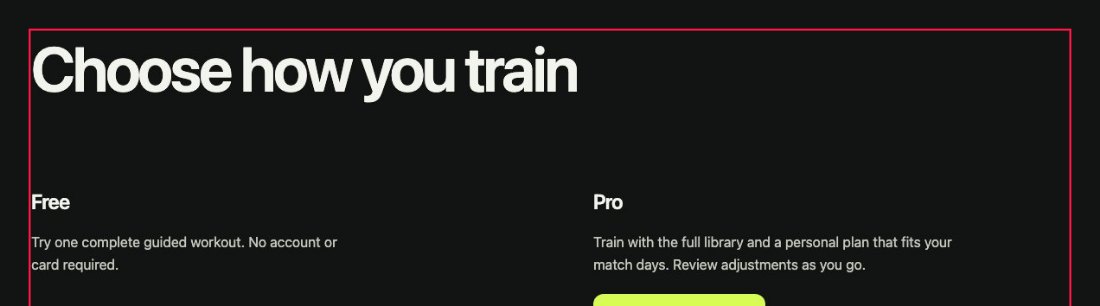 Choose how you train
Free
Try one complete guided workout. No account or
card required.
Pro
Train with the full library and a personal plan that fits your
match days. Review adjustments as you go.